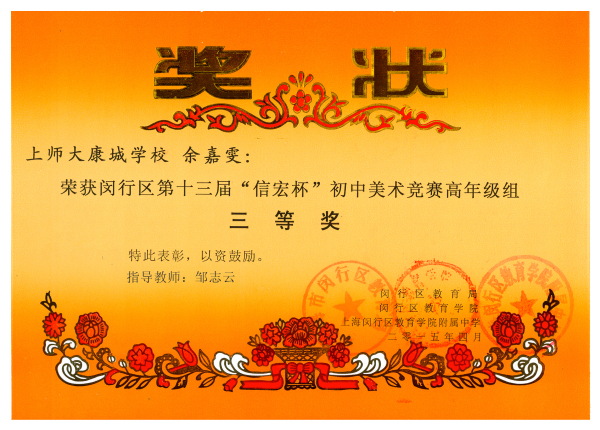 奖状
上师大康城学校 余嘉雯：
荣获闵行区第十三届“信宏杯”初中美术竞赛高年级组
三等奖
特此表彰，以资鼓励。
指导教师：邹志云
闵行区教育局
闵行区教育学院
上海闵行区教育学院附属中学
二零一五年四月